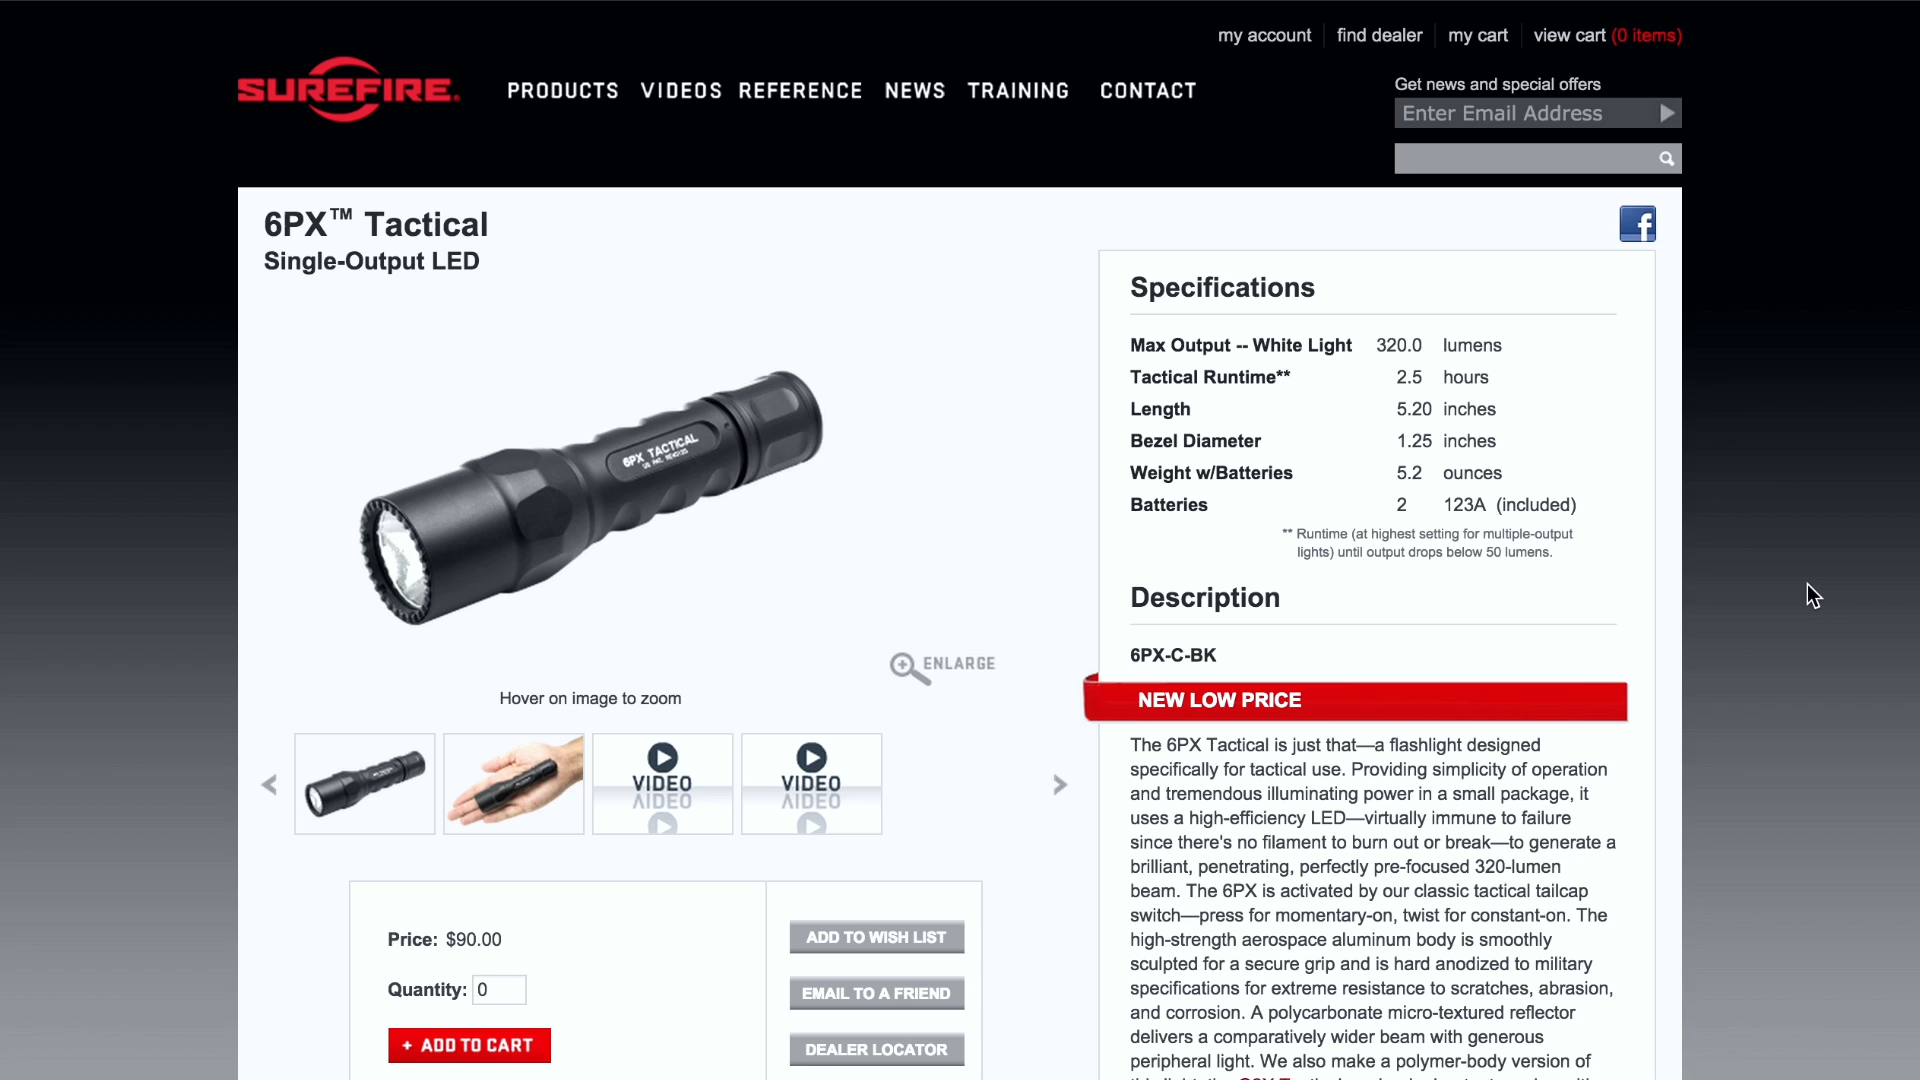 my account
find dealer
my cart
view cart (0 items)
SUREFIRE
PRODUCTS
VIDEOS
REFERENCE
NEWS
TRAINING
CONTACT
Get news and special offers
Enter Email Address
6PX™ Tactical
Single-Output LED
6PX TACTICAL
ENLARGE
Hover on image to zoom
VIDEO
VIDEO
Price: $90.00
Quantity: 0
+ ADD TO CART
ADD TO WISH LIST
EMAIL TO A FRIEND
DEALER LOCATOR
Specifications
Max Output -- White Light 320.0 lumens
Tactical Runtime** 2.5 hours
Length 5.20 inches
Bezel Diameter 1.25 inches
Weight w/Batteries 5.2 ounces
Batteries 2 123A (included)
** Runtime (at highest setting for multiple-output
lights) until output drops below 50 lumens.
Description
6PX-C-BK
NEW LOW PRICE
The 6PX Tactical is just that—a flashlight designed
specifically for tactical use. Providing simplicity of operation
and tremendous illuminating power in a small package, it
uses a high-efficiency LED—virtually immune to failure
since there's no filament to burn out or break—to generate a
brilliant, penetrating, perfectly pre-focused 320-lumen
beam. The 6PX is activated by our classic tactical tailcap
switch—press for momentary-on, twist for constant-on. The
high-strength aerospace aluminum body is smoothly
sculpted for a secure grip and is hard anodized to military
specifications for extreme resistance to scratches, abrasion,
and corrosion. A polycarbonate micro-textured reflector
delivers a comparatively wider beam with generous
peripheral light. We also make a polymer-body version of